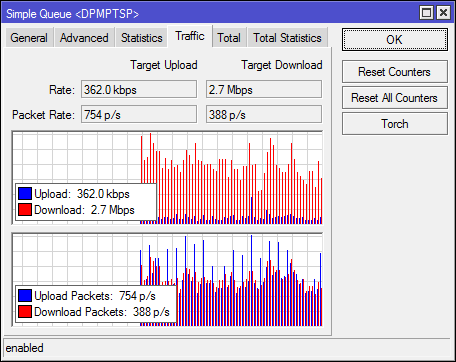 Simple Queue <DPMPTSP>
General Advanced Statistics Traffic Total Total Statistics
OK
Reset Counters
Reset All Counters
Torch
Target Upload Target Download
Rate: 362.0 kbps 2.7 Mbps
Packet Rate: 754 p/s 388 p/s
Upload: 362.0 kbps
Download: 2.7 Mbps
Upload Packets: 754 p/s
Download Packets: 388 p/s
enabled